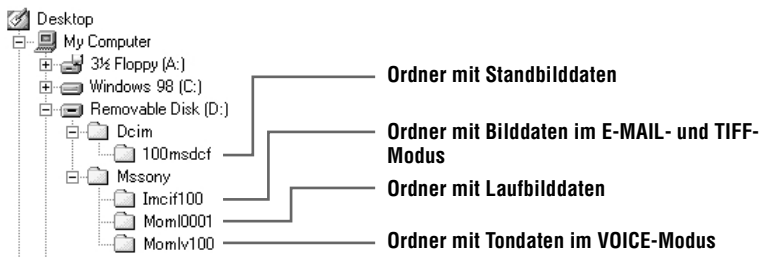 Desktop
My Computer
3½ Floppy (A:)
Windows 98 (C:)
Removable Disk (D:)
Dcim
100msdcf
Mssony
Imcif100
Moml0001
Momlv100
Ordner mit Standbilddaten
Ordner mit Bilddaten im E-MAIL- und TIFF-
Modus
Ordner mit Laufbilddaten
Ordner mit Tondaten im VOICE-Modus